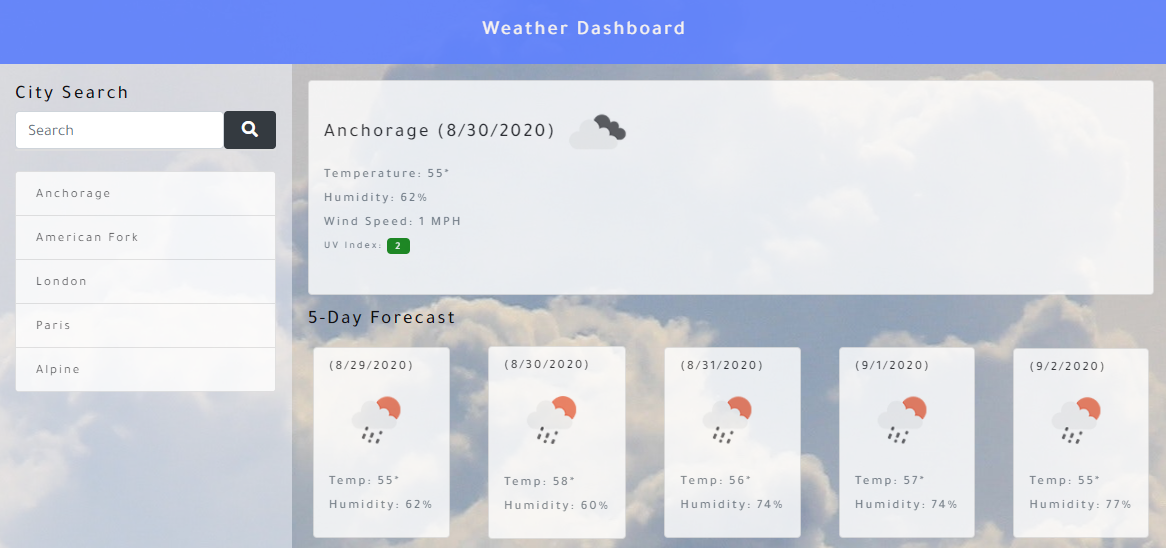 Weather Dashboard
City Search
Search
Anchorage
American Fork
London
Paris
Alpine
Anchorage (8/30/2020)
Temperature: 55°
Humidity: 62%
Wind Speed: 1 MPH
UV Index: 2
5-Day Forecast
(8/29/2020)
Temp: 55°
Humidity: 62%
(8/30/2020)
Temp: 58°
Humidity: 60%
(8/31/2020)
Temp: 56°
Humidity: 74%
(9/1/2020)
Temp: 57°
Humidity: 74%
(9/2/2020)
Temp: 55°
Humidity: 77%